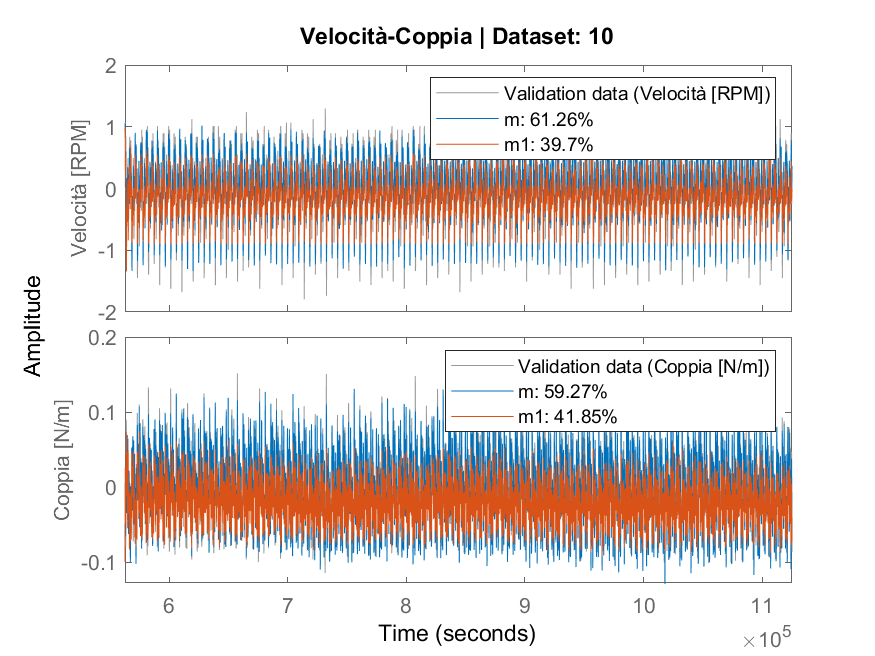 Velocità-Coppia | Dataset: 10
Amplitude
Velocità [RPM]
2
1
0
-1
-2
Validation data (Velocità [RPM])
m: 61.26%
m1: 39.7%
Coppia [N/m]
0.2
0.1
0
-0.1
Validation data (Coppia [N/m])
m: 59.27%
m1: 41.85%
6 7 8 9 10 11
Time (seconds)
×10⁵